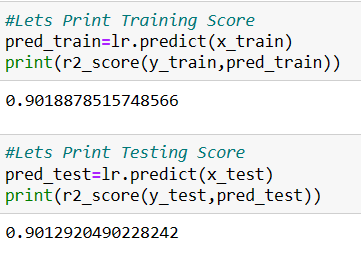 #Lets Print Training Score
pred_train=lr.predict(x_train)
print(r2_score(y_train,pred_train))
0.9018878515748566
#Lets Print Testing Score
pred_test=lr.predict(x_test)
print(r2_score(y_test,pred_test))
0.9012920490228242